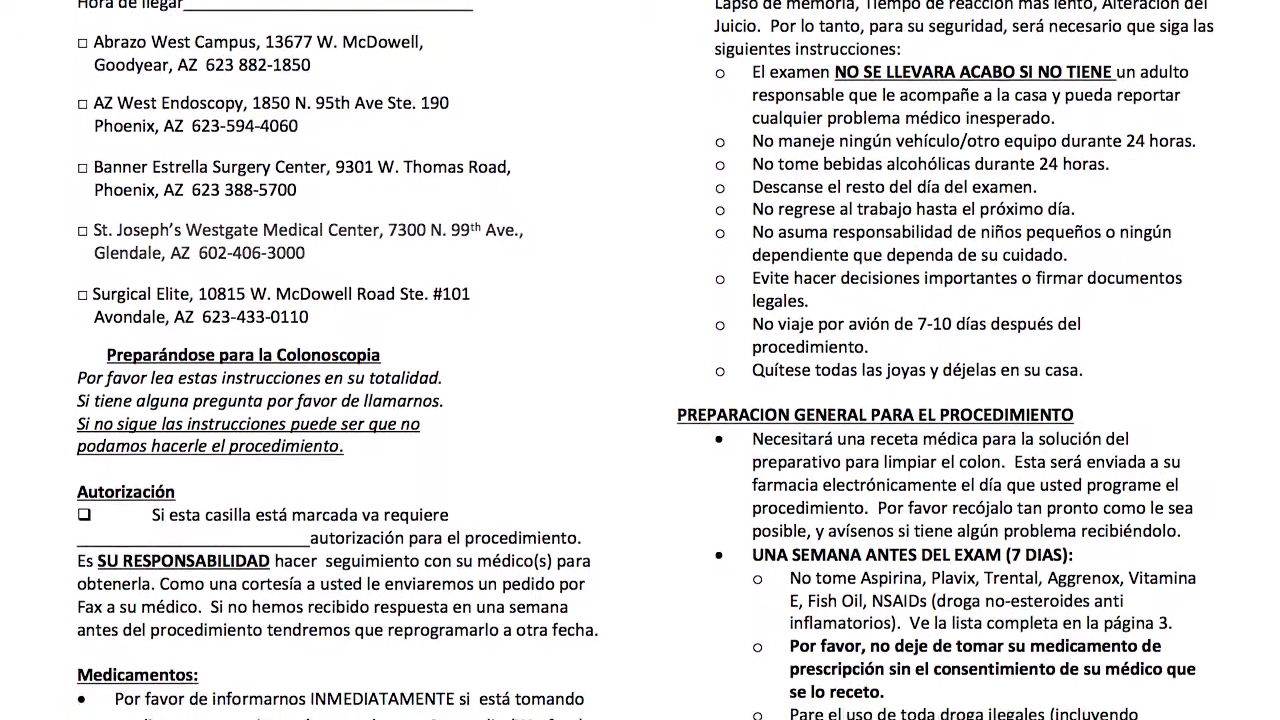 Hora de llegar
□ Abrazo West Campus, 13677 W. McDowell,
Goodyear, AZ 623 882-1850
□ AZ West Endoscopy, 1850 N. 95th Ave Ste. 190
Phoenix, AZ 623-594-4060
□ Banner Estrella Surgery Center, 9301 W. Thomas Road,
Phoenix, AZ 623 388-5700
□ St. Joseph’s Westgate Medical Center, 7300 N. 99th Ave.,
Glendale, AZ 602-406-3000
□ Surgical Elite, 10815 W. McDowell Road Ste. #101
Avondale, AZ 623-433-0110
Preparándose para la Colonoscopia
Por favor lea estas instrucciones en su totalidad.
Si tiene alguna pregunta por favor de llamarnos.
Si no sigue las instrucciones puede ser que no
podamos hacerle el procedimiento.
Autorización
❑ Si esta casilla está marcada va requiere
__________________________autorización para el procedimiento.
Es SU RESPONSABILIDAD hacer seguimiento con su médico(s) para
obtenerla. Como una cortesía a usted le enviaremos un pedido por
Fax a su médico. Si no hemos recibido respuesta en una semana
antes del procedimiento tendremos que reprogramarlo a otra fecha.
Medicamentos:
• Por favor de informarnos INMEDIATAMENTE si está tomando
Lapso de memoria, Tiempo de reacción más lento, Alteración del
Juicio. Por lo tanto, para su seguridad, será necesario que siga las
siguientes instrucciones:
o El examen NO SE LLEVARA ACABO SI NO TIENE un adulto
responsable que le acompañe a la casa y pueda reportar
cualquier problema médico inesperado.
o No maneje ningún vehículo/otro equipo durante 24 horas.
o No tome bebidas alcohólicas durante 24 horas.
o Descanse el resto del día del examen.
o No regrese al trabajo hasta el próximo día.
o No asuma responsabilidad de niños pequeños o ningún
dependiente que dependa de su cuidado.
o Evite hacer decisiones importantes o firmar documentos
legales.
o No viaje por avión de 7-10 días después del
procedimiento.
o Quítese todas las joyas y déjelas en su casa.
PREPARACION GENERAL PARA EL PROCEDIMIENTO
• Necesitará una receta médica para la solución del
preparativo para limpiar el colon. Esta será enviada a su
farmacia electrónicamente el día que usted programe el
procedimiento. Por favor recójalo tan pronto como le sea
posible, y avísenos si tiene algún problema recibiéndolo.
• UNA SEMANA ANTES DEL EXAM (7 DIAS):
o No tome Aspirina, Plavix, Trental, Aggrenox, Vitamina
E, Fish Oil, NSAIDs (droga no-esteroides anti
inflamatorios). Ve la lista completa en la página 3.
o Por favor, no deje de tomar su medicamento de
prescripción sin el consentimiento de su médico que
se lo receto.
o Pare el uso de toda droga ilegales (incluyendo